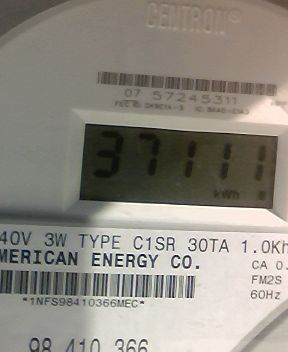 CENTRON®
07 57245311
37111
kWh
40V 3W TYPE C1SR 30TA 1.0Kh
MERICAN ENERGY CO.
CA 0.
FM2S
60Hz
*1NFS98410366MEC*
98 410 366